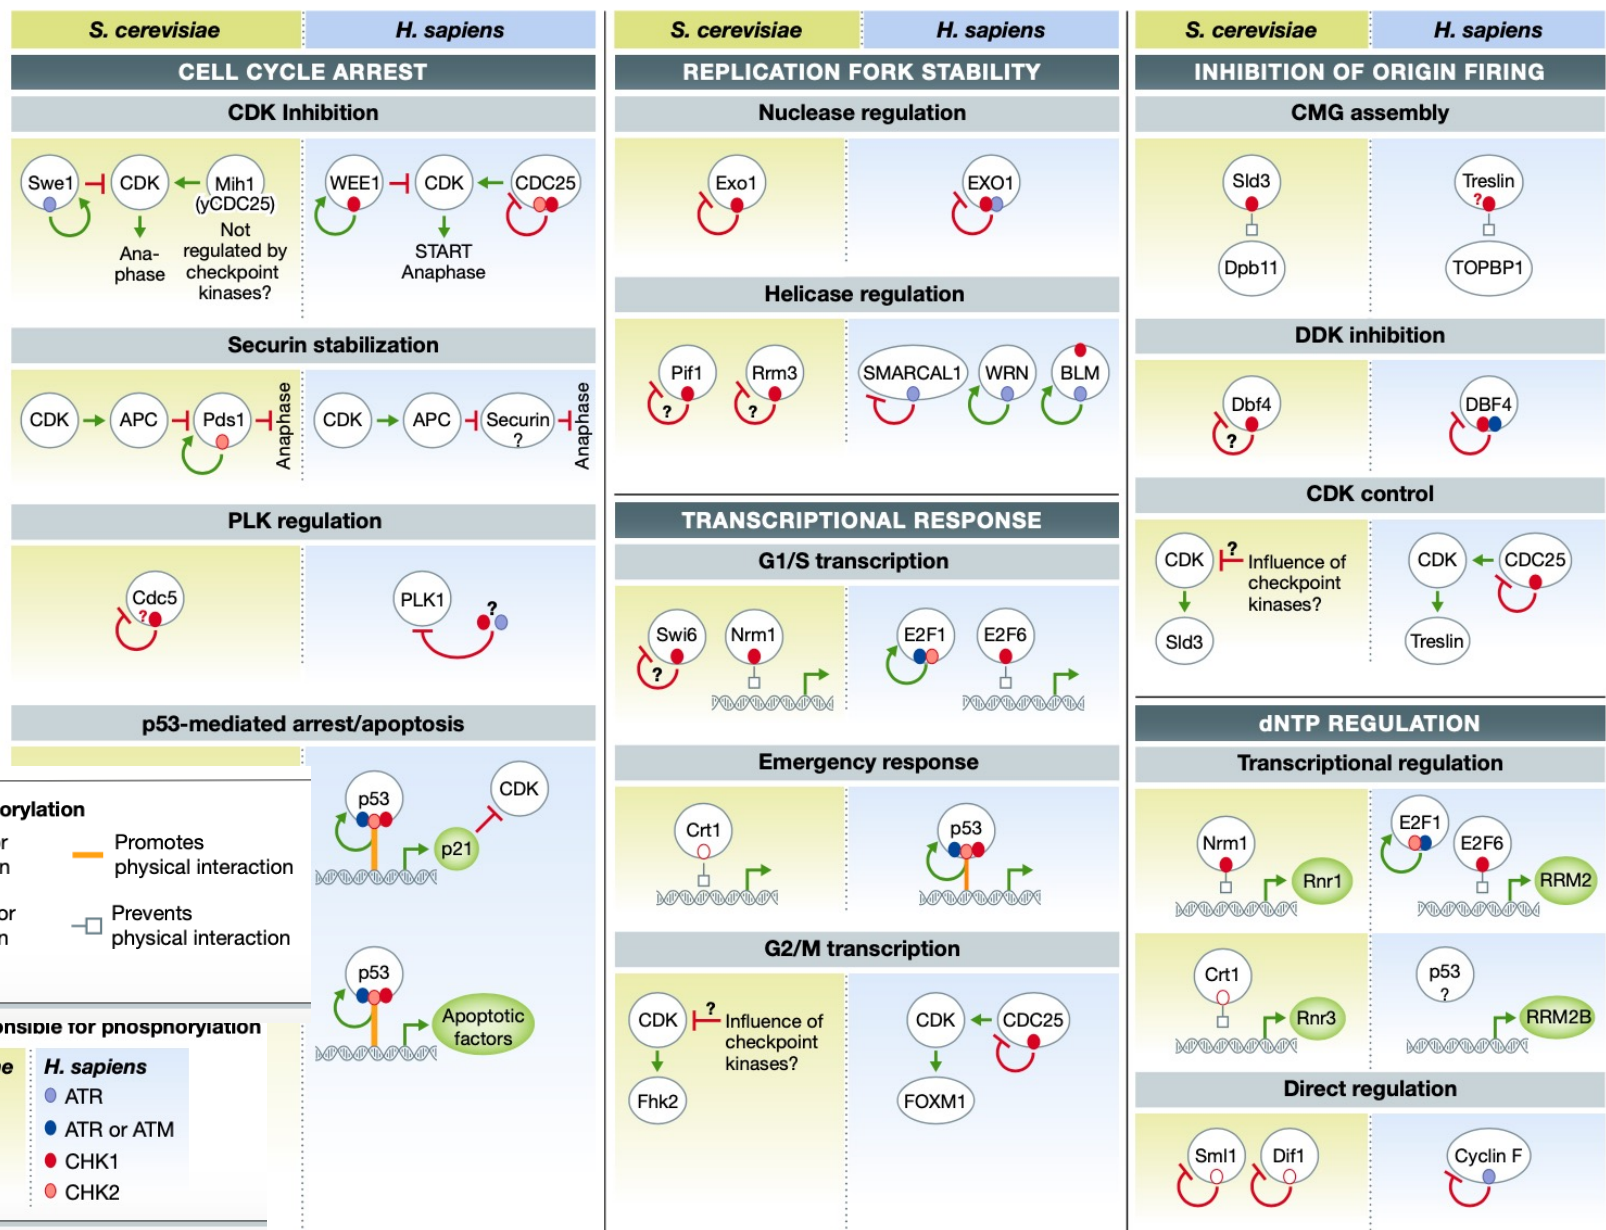 S. cerevisiae
H. sapiens
CELL CYCLE ARREST
CDK Inhibition
Swe1
CDK
Mih1
(yCDC25)
Ana-
phase
Not
regulated by
checkpoint
kinases?
WEE1
CDK
CDC25
START
Anaphase
Securin stabilization
CDK
APC
Pds1
Anaphase
CDK
APC
Securin
?
Anaphase
PLK regulation
Cdc5
?
PLK1
?
p53-mediated arrest/apoptosis
p53
CDK
p21
p53
Apoptotic
factors
orylation
r
n
Promotes
physical interaction
or
n
Prevents
physical interaction
onsible for phosphorylation
e
H. sapiens
ATR
ATR or ATM
CHK1
CHK2
S. cerevisiae
H. sapiens
REPLICATION FORK STABILITY
Nuclease regulation
Exo1
EXO1
Helicase regulation
Pif1
?
Rrm3
?
SMARCAL1
WRN
BLM
TRANSCRIPTIONAL RESPONSE
G1/S transcription
Swi6
?
Nrm1
E2F1
E2F6
Emergency response
Crt1
p53
G2/M transcription
CDK
?
Influence of
checkpoint
kinases?
Fhk2
CDK
CDC25
FOXM1
S. cerevisiae
H. sapiens
INHIBITION OF ORIGIN FIRING
CMG assembly
Sld3
Dpb11
Treslin
?
TOPBP1
DDK inhibition
Dbf4
?
DBF4
CDK control
CDK
?
Influence of
checkpoint
kinases?
Sld3
CDK
CDC25
Treslin
dNTP REGULATION
Transcriptional regulation
Nrm1
Rnr1
E2F1
E2F6
RRM2
Crt1
Rnr3
p53
?
RRM2B
Direct regulation
Sml1
Dif1
Cyclin F